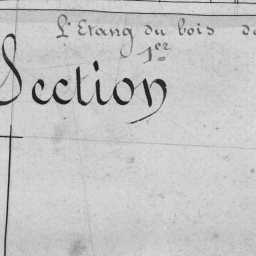 L'Etang du bois
1er
Section